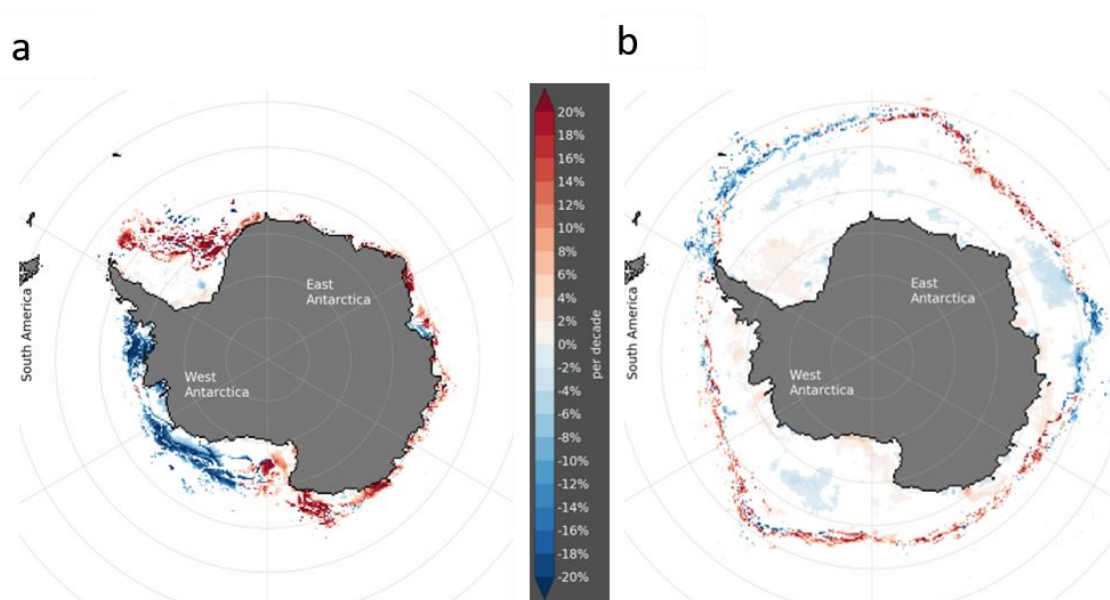 a
b
20%
18%
16%
14%
12%
10%
8%
6%
4%
2%
0%
-2%
-4%
-6%
-8%
-10%
-12%
-14%
-16%
-18%
-20%
per decade
South America
East
Antarctica
West
Antarctica
South America
East
Antarctica
West
Antarctica